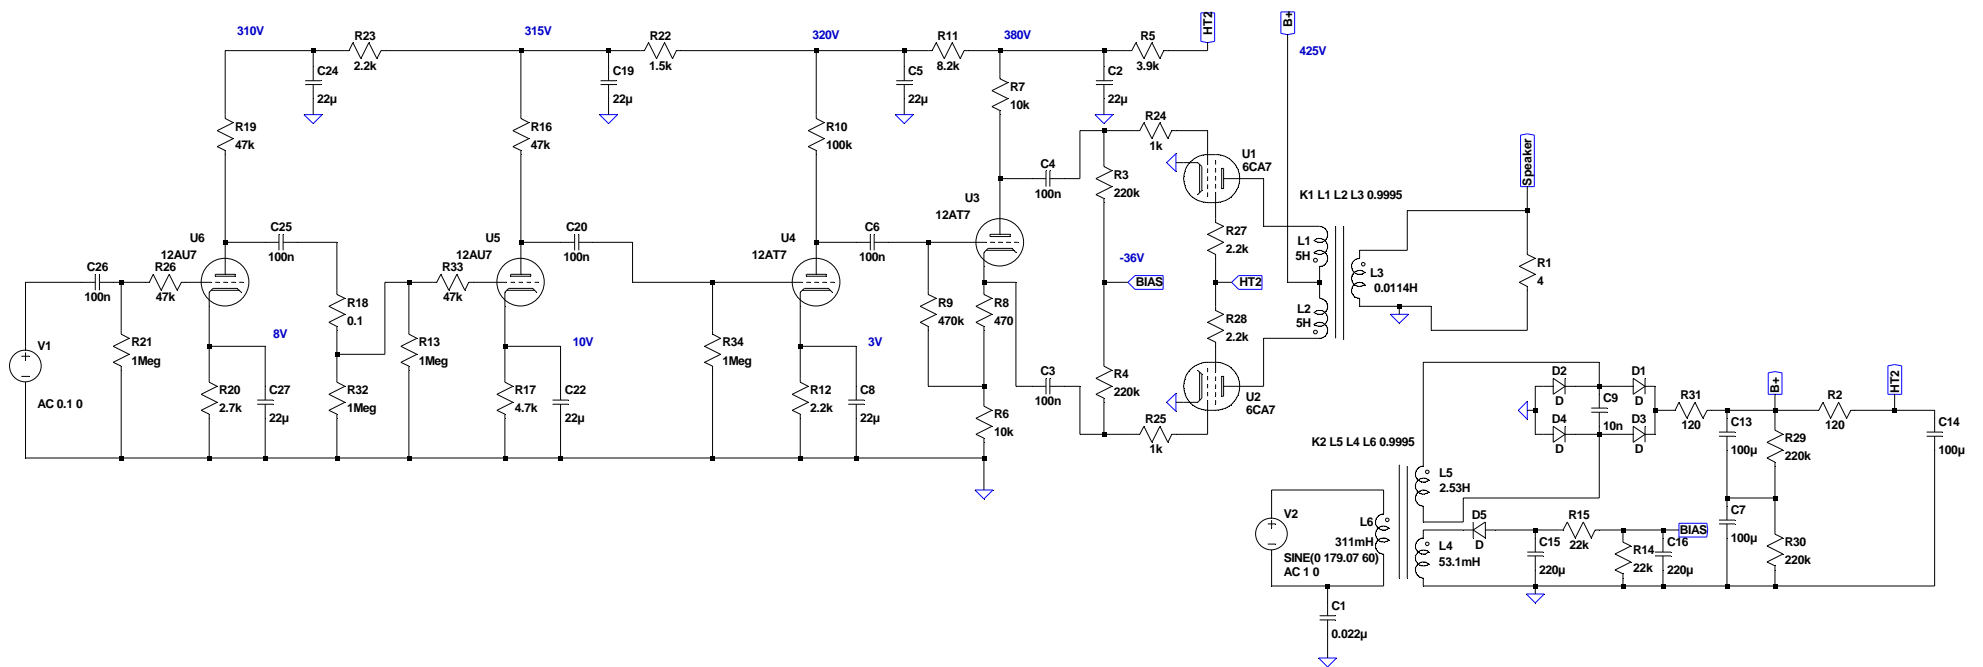 310V
R23
2.2k
C24
22µ
315V
R22
1.5k
C19
22µ
320V
R11
8.2k
C5
22µ
380V
R7
10k
C2
22µ
R5
3.9k
HT2
B+
425V
R19
47k
R16
47k
R10
100k
R24
1k
U1
6CA7
C4
100n
R3
220k
U3
12AT7
K1 L1 L2 L3 0.9995
Speaker
U6
12AU7
C25
100n
U5
12AU7
C20
100n
U4
12AT7
C6
100n
R27
2.2k
L1
5H
L3
0.0114H
R1
4
-36V
BIAS
HT2
C26
100n
R26
47k
R33
47k
R18
0.1
R9
470k
R8
470
R28
2.2k
L2
5H
V1
AC 0.1 0
R21
1Meg
8V
R20
2.7k
C27
22µ
R32
1Meg
R13
1Meg
10V
R17
4.7k
C22
22µ
R34
1Meg
3V
R12
2.2k
C8
22µ
R6
10k
C3
100n
R4
220k
R25
1k
U2
6CA7
D2
D
D1
D
C9
10n
D4
D
D3
D
R31
120
B+
R2
120
HT2
C13
100µ
R29
220k
C14
100µ
K2 L5 L4 L6 0.9995
L5
2.53H
V2
SINE(0 179.07 60)
AC 1 0
L6
311mH
L4
53.1mH
D5
D
C15
220µ
R15
22k
R14
22k
C16
220µ
BIAS
C7
100µ
R30
220k
C1
0.022µ